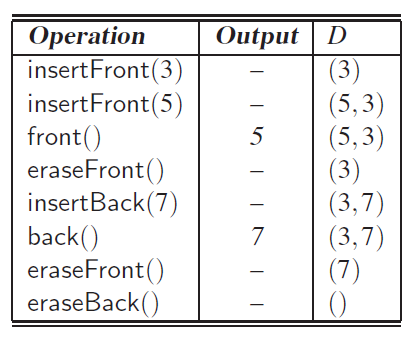 Operation Output D
insertFront(3) – (3)
insertFront(5) – (5,3)
front() 5 (5,3)
eraseFront() – (3)
insertBack(7) – (3,7)
back() 7 (3,7)
eraseFront() – (7)
eraseBack() – ()